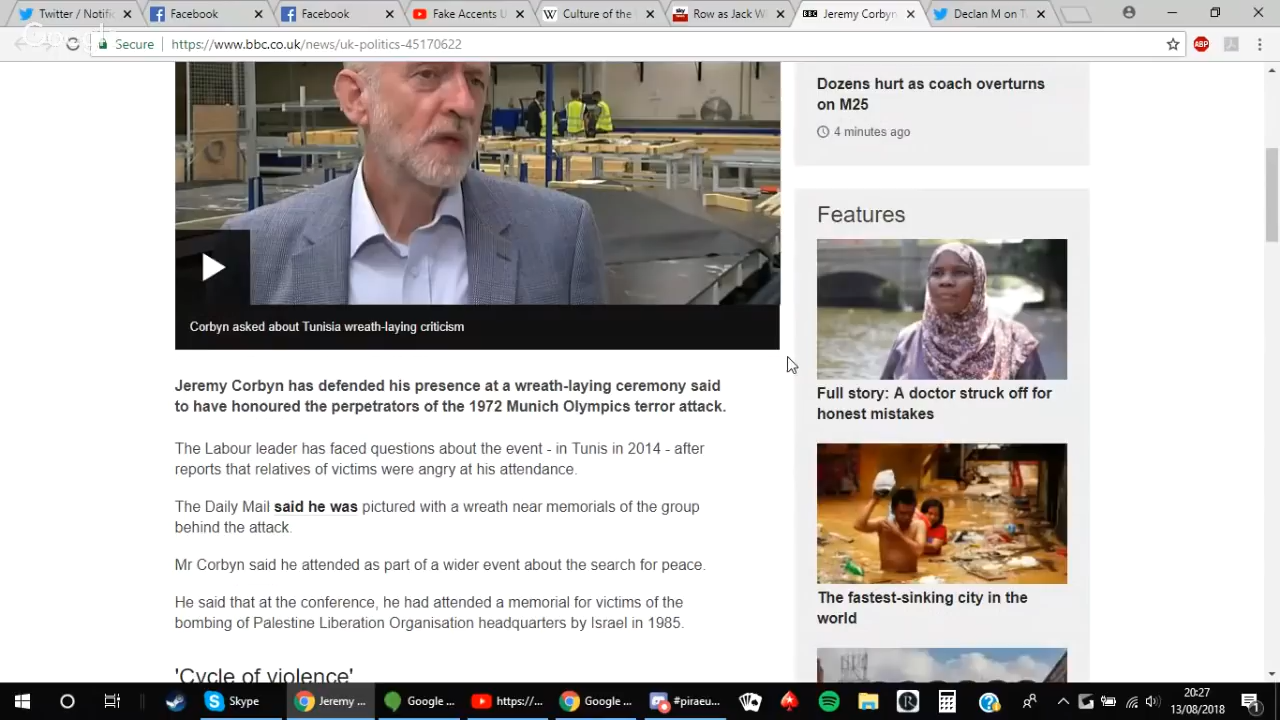 Twitter / Notific
Facebook
Facebook
Fake Accents U
Culture of the
Row as Jack W
BBC
Jeremy Corbyn
Declan M on T
Secure
https://www.bbc.co.uk/news/uk-politics-45170622
ABP
Dozens hurt as coach overturns
on M25
4 minutes ago
Features
Corbyn asked about Tunisia wreath-laying criticism
Jeremy Corbyn has defended his presence at a wreath-laying ceremony said
to have honoured the perpetrators of the 1972 Munich Olympics terror attack.
The Labour leader has faced questions about the event - in Tunis in 2014 - after
reports that relatives of victims were angry at his attendance.
The Daily Mail said he was pictured with a wreath near memorials of the group
behind the attack.
Mr Corbyn said he attended as part of a wider event about the search for peace.
He said that at the conference, he had attended a memorial for victims of the
bombing of Palestine Liberation Organisation headquarters by Israel in 1985.
'Cycle of violence'
Full story: A doctor struck off for
honest mistakes
The fastest-sinking city in the
world
Skype
Jeremy ...
Google ...
https://...
Google ...
#piraeu...
20:27
13/08/2018